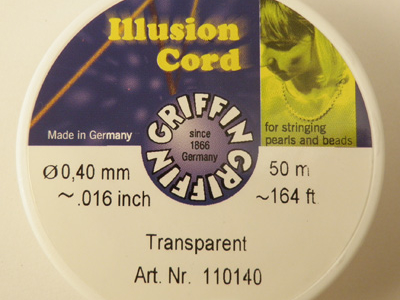 Illusion
Cord
Made in Germany
GRIFFIN GRIFFIN
since
1866
Germany
for stringing
pearls and beads
Ø 0,40 mm
~.016 inch
50 m
~164 ft
Transparent
Art. Nr. 110140